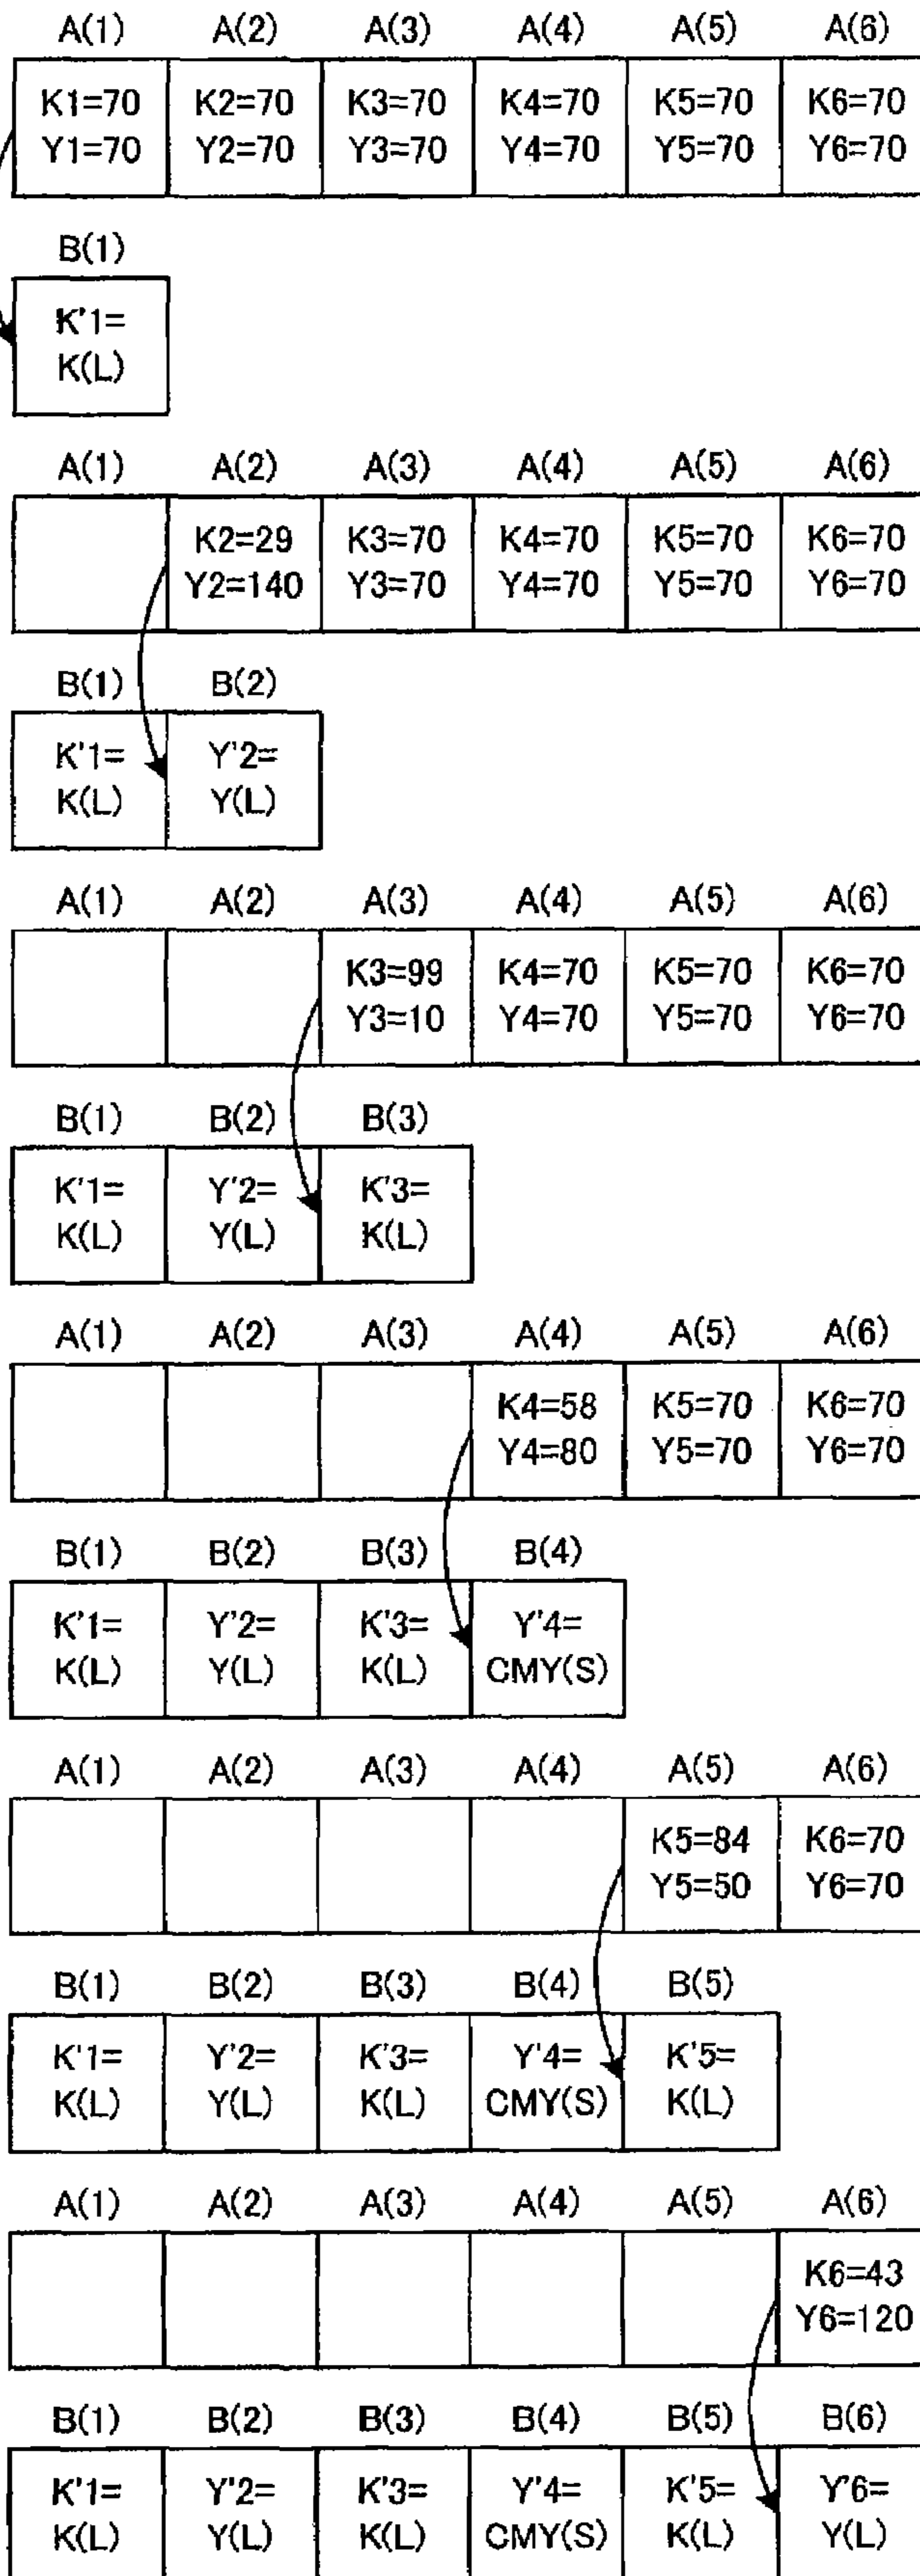 A(1) A(2) A(3) A(4) A(5) A(6)
K1=70 K2=70 K3=70 K4=70 K5=70 K6=70
Y1=70 Y2=70 Y3=70 Y4=70 Y5=70 Y6=70
B(1)
K'1=
K(L)
A(1) A(2) A(3) A(4) A(5) A(6)
K2=29 K3=70 K4=70 K5=70 K6=70
Y2=140 Y3=70 Y4=70 Y5=70 Y6=70
B(1) B(2)
K'1= Y'2=
K(L) Y(L)
A(1) A(2) A(3) A(4) A(5) A(6)
K3=99 K4=70 K5=70 K6=70
Y3=10 Y4=70 Y5=70 Y6=70
B(1) B(2) B(3)
K'1= Y'2= K'3=
K(L) Y(L) K(L)
A(1) A(2) A(3) A(4) A(5) A(6)
K4=58 K5=70 K6=70
Y4=80 Y5=70 Y6=70
B(1) B(2) B(3) B(4)
K'1= Y'2= K'3= Y'4=
K(L) Y(L) K(L) CMY(S)
A(1) A(2) A(3) A(4) A(5) A(6)
K5=84 K6=70
Y5=50 Y6=70
B(1) B(2) B(3) B(4) B(5)
K'1= Y'2= K'3= Y'4= K'5=
K(L) Y(L) K(L) CMY(S) K(L)
A(1) A(2) A(3) A(4) A(5) A(6)
K6=43
Y6=120
B(1) B(2) B(3) B(4) B(5) B(6)
K'1= Y'2= K'3= Y'4= K'5= Y'6=
K(L) Y(L) K(L) CMY(S) K(L) Y(L)